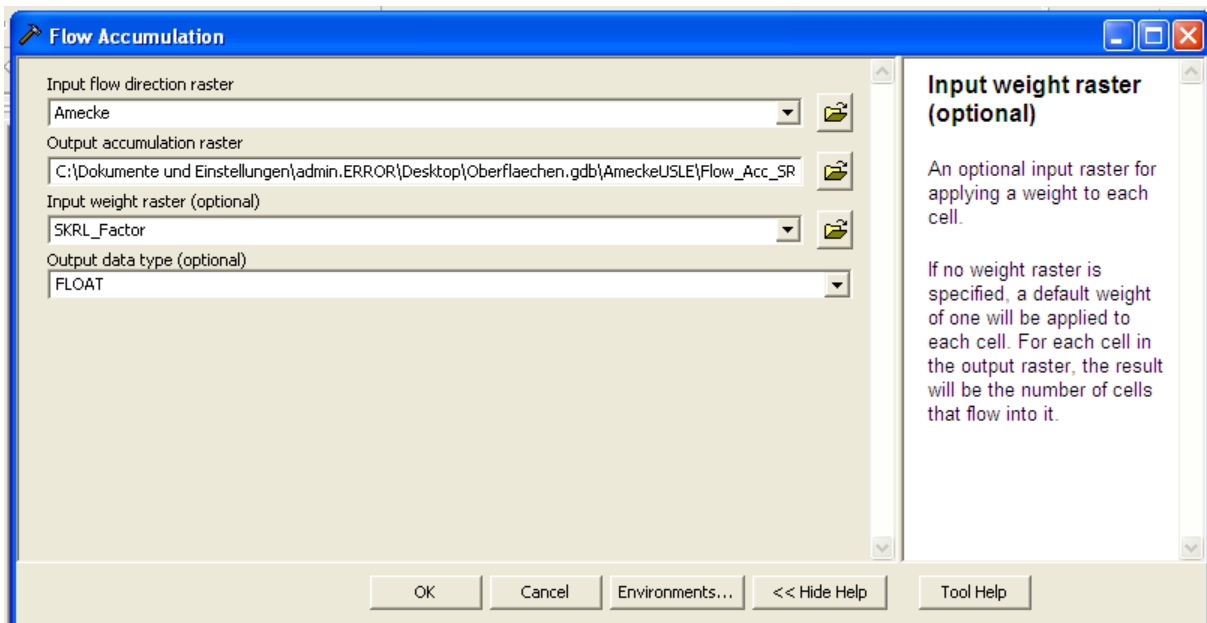 Flow Accumulation
Input flow direction raster
Amecke
Output accumulation raster
C:\Dokumente und Einstellungen\admin.ERROR\Desktop\Oberflaechen.gdb\AmeckeUSLE\Flow_Acc_SR
Input weight raster (optional)
SKRL_Factor
Output data type (optional)
FLOAT
Input weight raster
(optional)
An optional input raster for
applying a weight to each
cell.
If no weight raster is
specified, a default weight
of one will be applied to
each cell. For each cell in
the output raster, the result
will be the number of cells
that flow into it.
OK
Cancel
Environments...
<< Hide Help
Tool Help